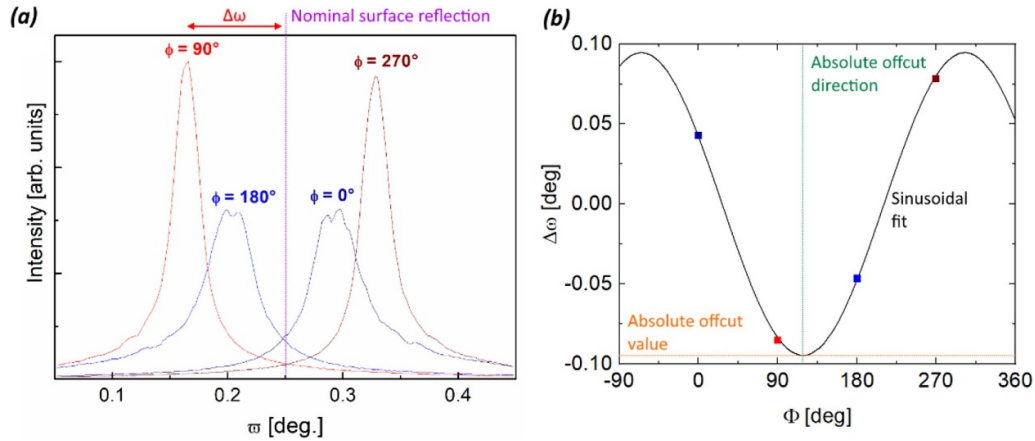 (a)
Δω
Nominal surface reflection
ϕ = 90°
ϕ = 270°
ϕ = 180°
ϕ = 0°
Intensity [arb. units]
0.1 0.2 0.3 0.4
ϖ [deg.]
(b)
0.10
0.05
0.00
-0.05
-0.10
Δω [deg]
Absolute offcut
direction
Sinusoidal
fit
Absolute offcut
value
-90 0 90 180 270 360
Φ [deg]